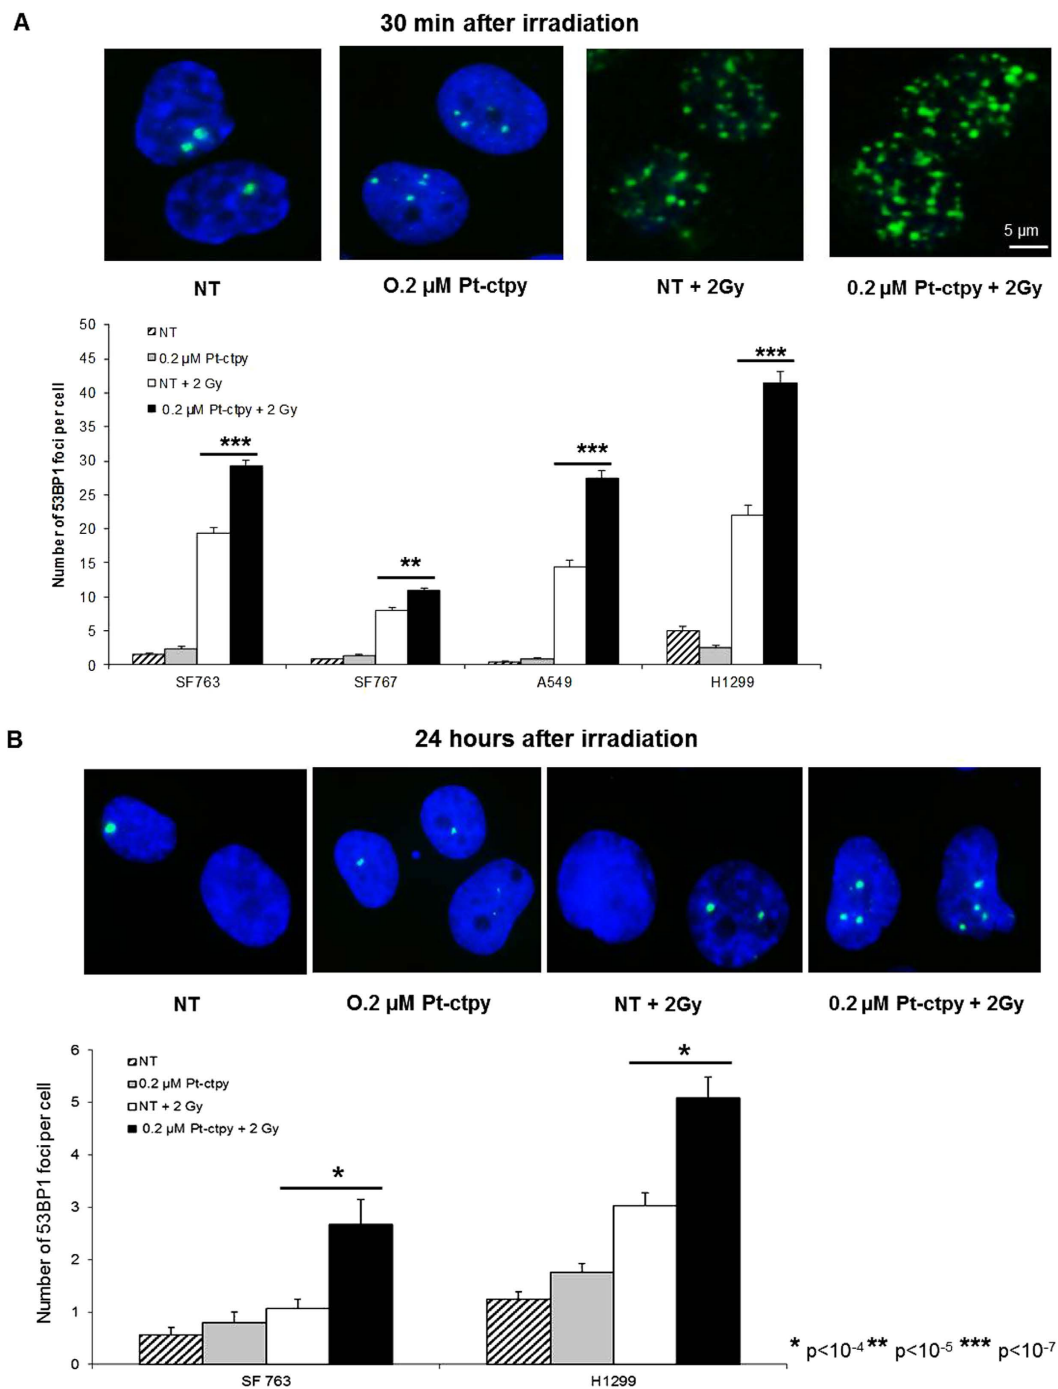 A
30 min after irradiation
5 µm
NT
O.2 µM Pt-ctpy
NT + 2Gy
0.2 µM Pt-ctpy + 2Gy
Number of 53BP1 foci per cell
50
45
40
35
30
25
20
15
10
5
0
NT
0.2 µM Pt-ctpy
NT + 2 Gy
0.2 µM Pt-ctpy + 2 Gy
***
**
***
***
SF763
SF767
A549
H1299
B
24 hours after irradiation
NT
O.2 µM Pt-ctpy
NT + 2Gy
0.2 µM Pt-ctpy + 2Gy
Number of 53BP1 foci per cell
6
5
4
3
2
1
0
NT
0.2 µM Pt-ctpy
NT + 2 Gy
0.2 µM Pt-ctpy + 2 Gy
*
*
SF 763
H1299
* p<10-4 ** p<10-5 *** p<10-7